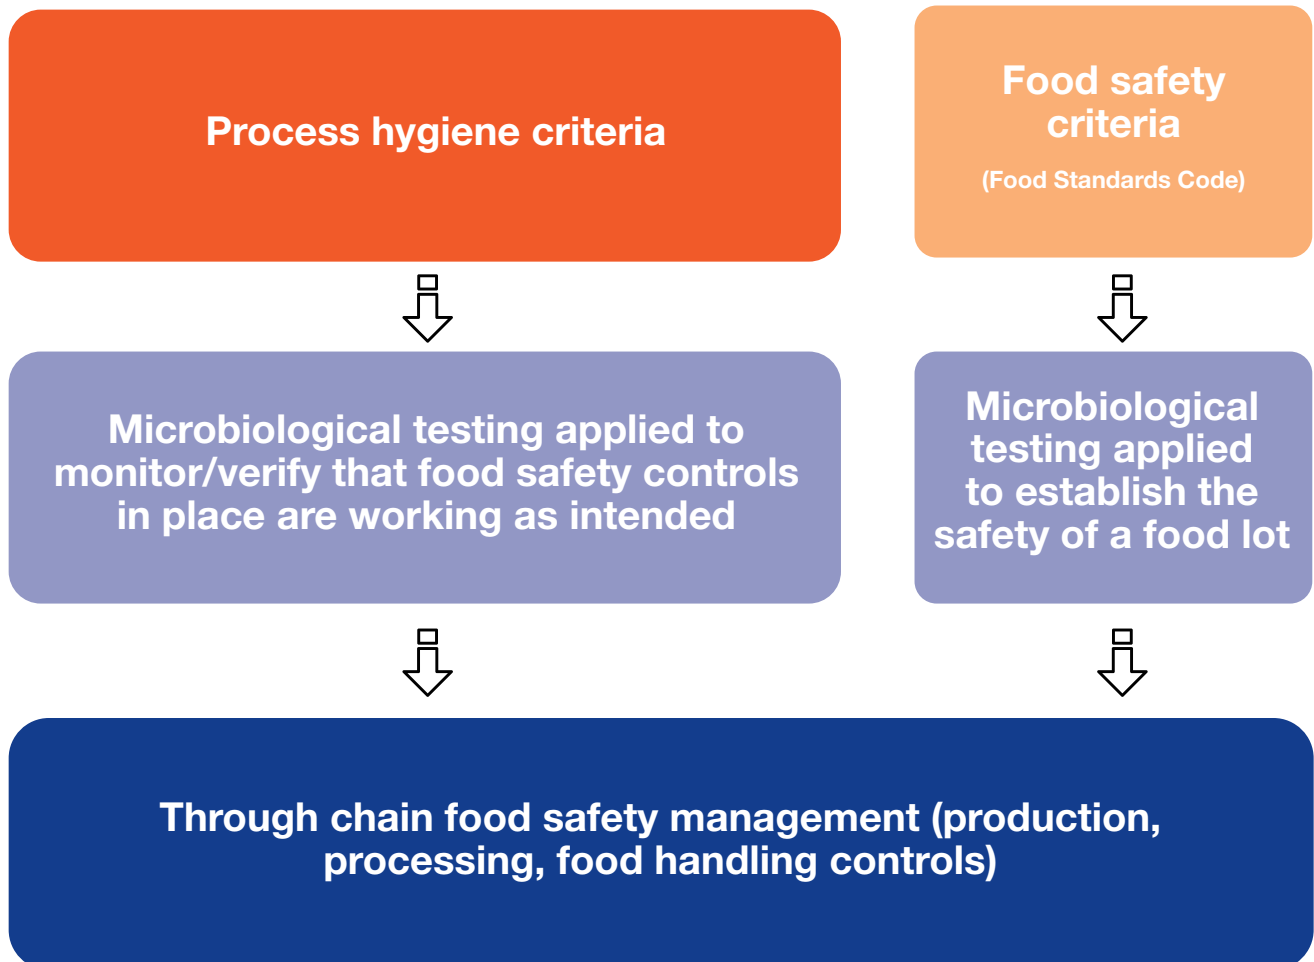 Process hygiene criteria
Food safety
criteria
(Food Standards Code)
Microbiological testing applied to
monitor/verify that food safety controls
in place are working as intended
Microbiological
testing applied
to establish the
safety of a food lot
Through chain food safety management (production,
processing, food handling controls)